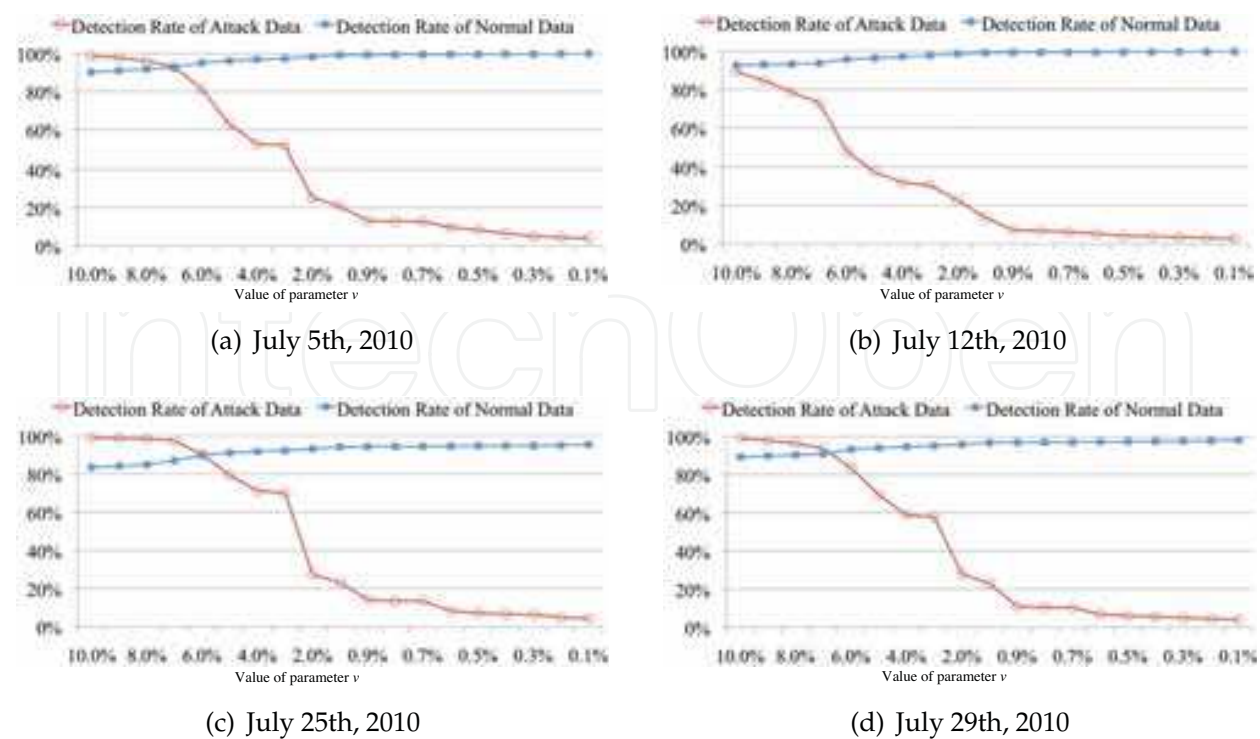 Detection Rate of Attack Data Detection Rate of Normal Data
100%
80%
60%
40%
20%
0%
10.0% 8.0% 6.0% 4.0% 2.0% 0.9% 0.7% 0.5% 0.3% 0.1%
Value of parameter v
(a) July 5th, 2010
Detection Rate of Attack Data Detection Rate of Normal Data
100%
80%
60%
40%
20%
0%
10.0% 8.0% 6.0% 4.0% 2.0% 0.9% 0.7% 0.5% 0.3% 0.1%
Value of parameter v
(b) July 12th, 2010
IntechOpen
Detection Rate of Attack Data Detection Rate of Normal Data
100%
80%
60%
40%
20%
0%
10.0% 8.0% 6.0% 4.0% 2.0% 0.9% 0.7% 0.5% 0.3% 0.1%
Value of parameter v
(c) July 25th, 2010
Detection Rate of Attack Data Detection Rate of Normal Data
100%
80%
60%
40%
20%
0%
10.0% 8.0% 6.0% 4.0% 2.0% 0.9% 0.7% 0.5% 0.3% 0.1%
Value of parameter v
(d) July 29th, 2010